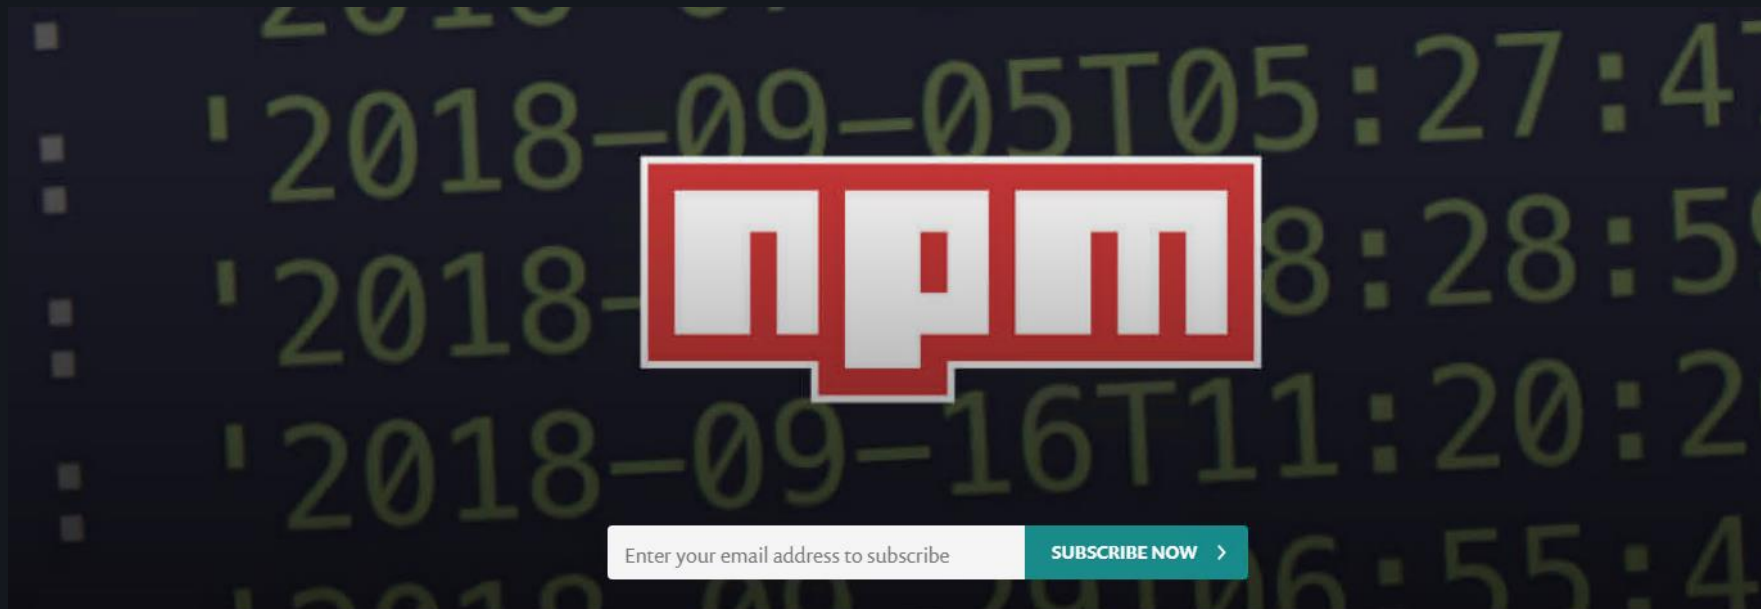 '2018-09-05T05:27:4
'2018-
8:28:5
npm
'2018-09-16T11:20:2
Enter your email address to subscribe
SUBSCRIBE NOW